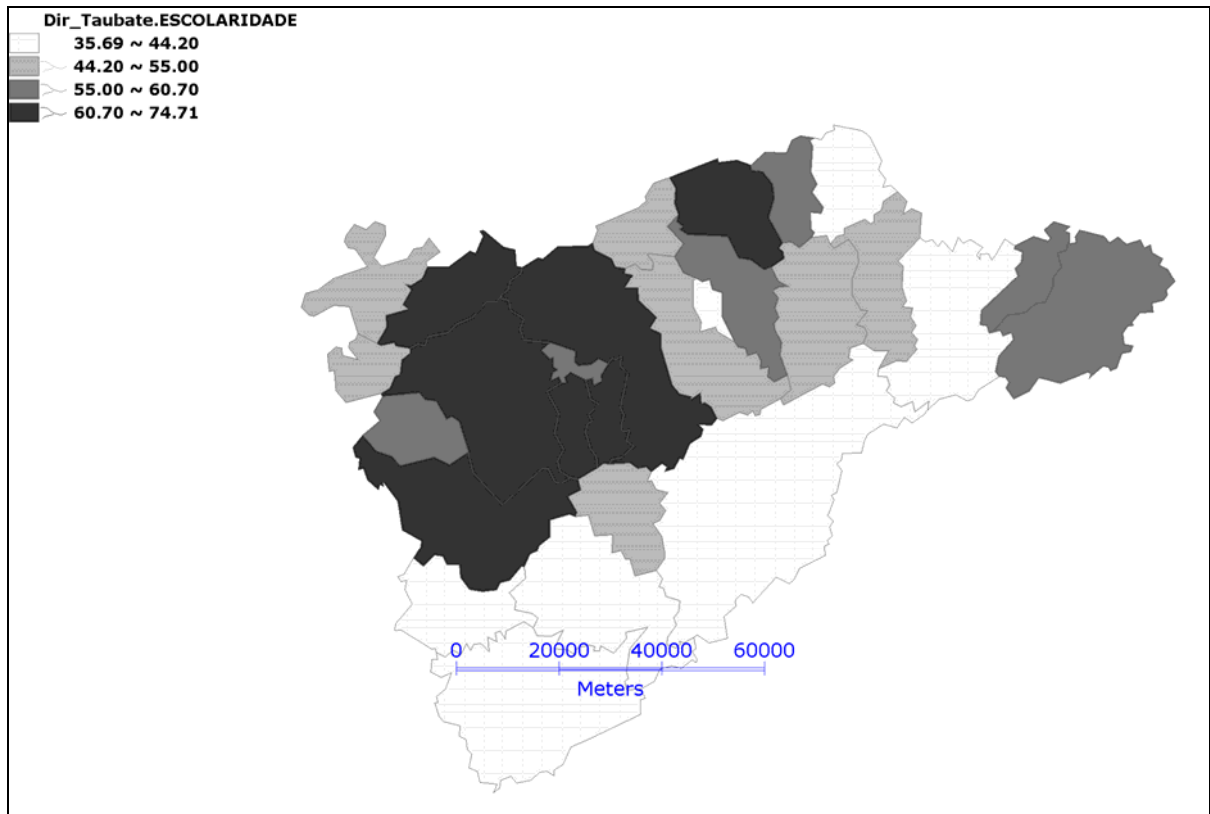 Dir_Taubate.ESCOLARIDADE
35.69 ~ 44.20
44.20 ~ 55.00
55.00 ~ 60.70
60.70 ~ 74.71
0 20000 40000 60000
Meters